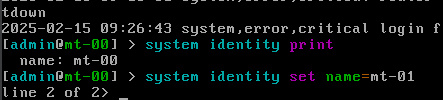 tdown
2025-02-15 09:26:43 system,error,critical login f
[admin@mt-00] > system identity print
name: mt-00
[admin@mt-00] > system identity set name=mt-01
line 2 of 2>